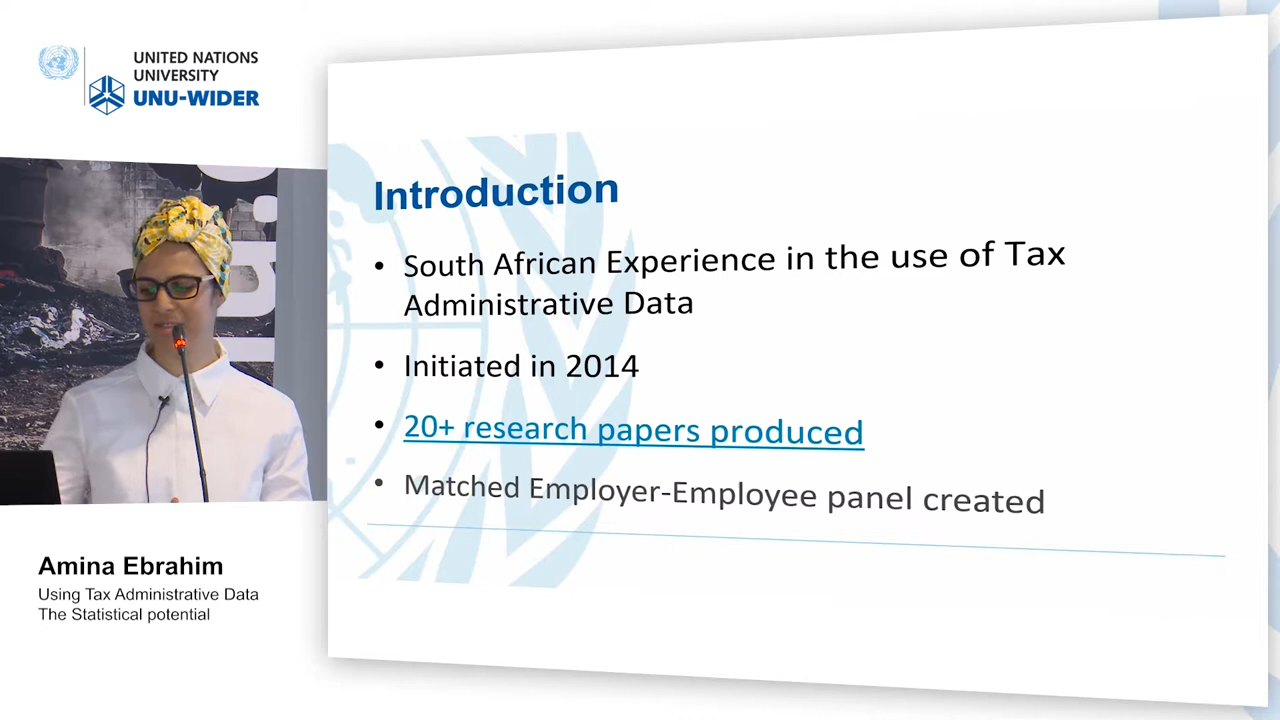 UNITED NATIONS
UNIVERSITY
UNU-WIDER
Introduction
• South African Experience in the use of Tax
Administrative Data
• Initiated in 2014
• 20+ research papers produced
• Matched Employer-Employee panel created
Amina Ebrahim
Using Tax Administrative Data
The Statistical potential